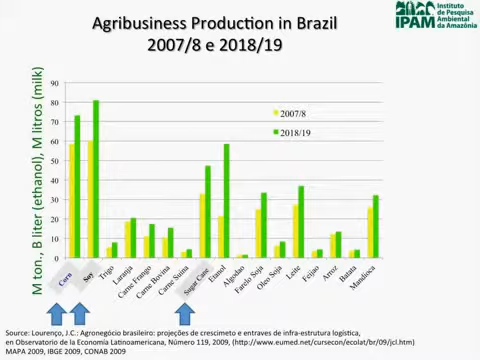 Agribusiness Production in Brazil
2007/8 e 2018/19
IPAM
Instituto
de Pesquisa
Ambiental
da Amazônia
M ton., B liter (ethanol), M litros (milk)
90
80
70
60
50
40
30
20
10
0
2007/8
2018/19
Corn
Soy
Trigo
Laranja
Carne Frango
Carne Bovina
Carne Suina
Sugar Cane
Etanol
Algodao
Farelo Soja
Oleo Soja
Leite
Feijao
Arroz
Batata
Mandioca
Source: Lourenço, J.C.: Agronegócio brasileiro: projeções de crescimeto e entraves de infra-estrutura logística,
en Observatorio de la Economía Latinoamericana, Número 119, 2009, (http://www.eumed.net/cursecon/ecolat/br/09/jcl.htm)
MAPA 2009, IBGE 2009, CONAB 2009